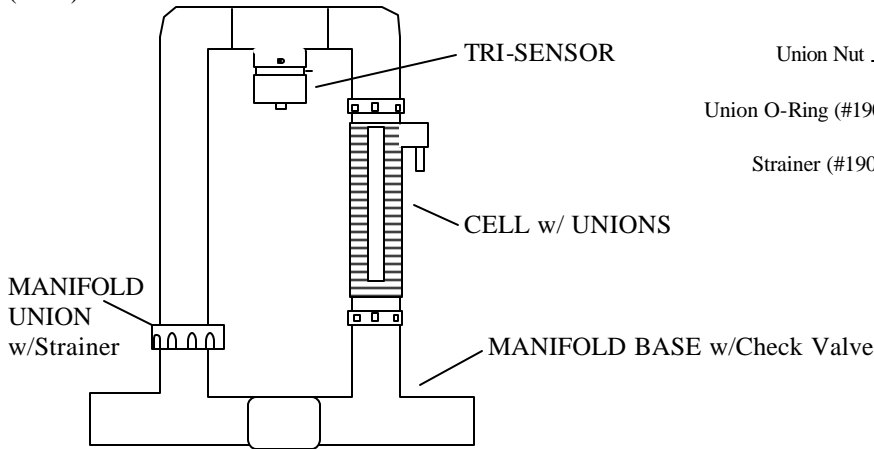 TRI-SENSOR
Union Nut
Union O-Ring (#190
Strainer (#190
CELL w/ UNIONS
MANIFOLD
UNION
w/Strainer
MANIFOLD BASE w/Check Valve